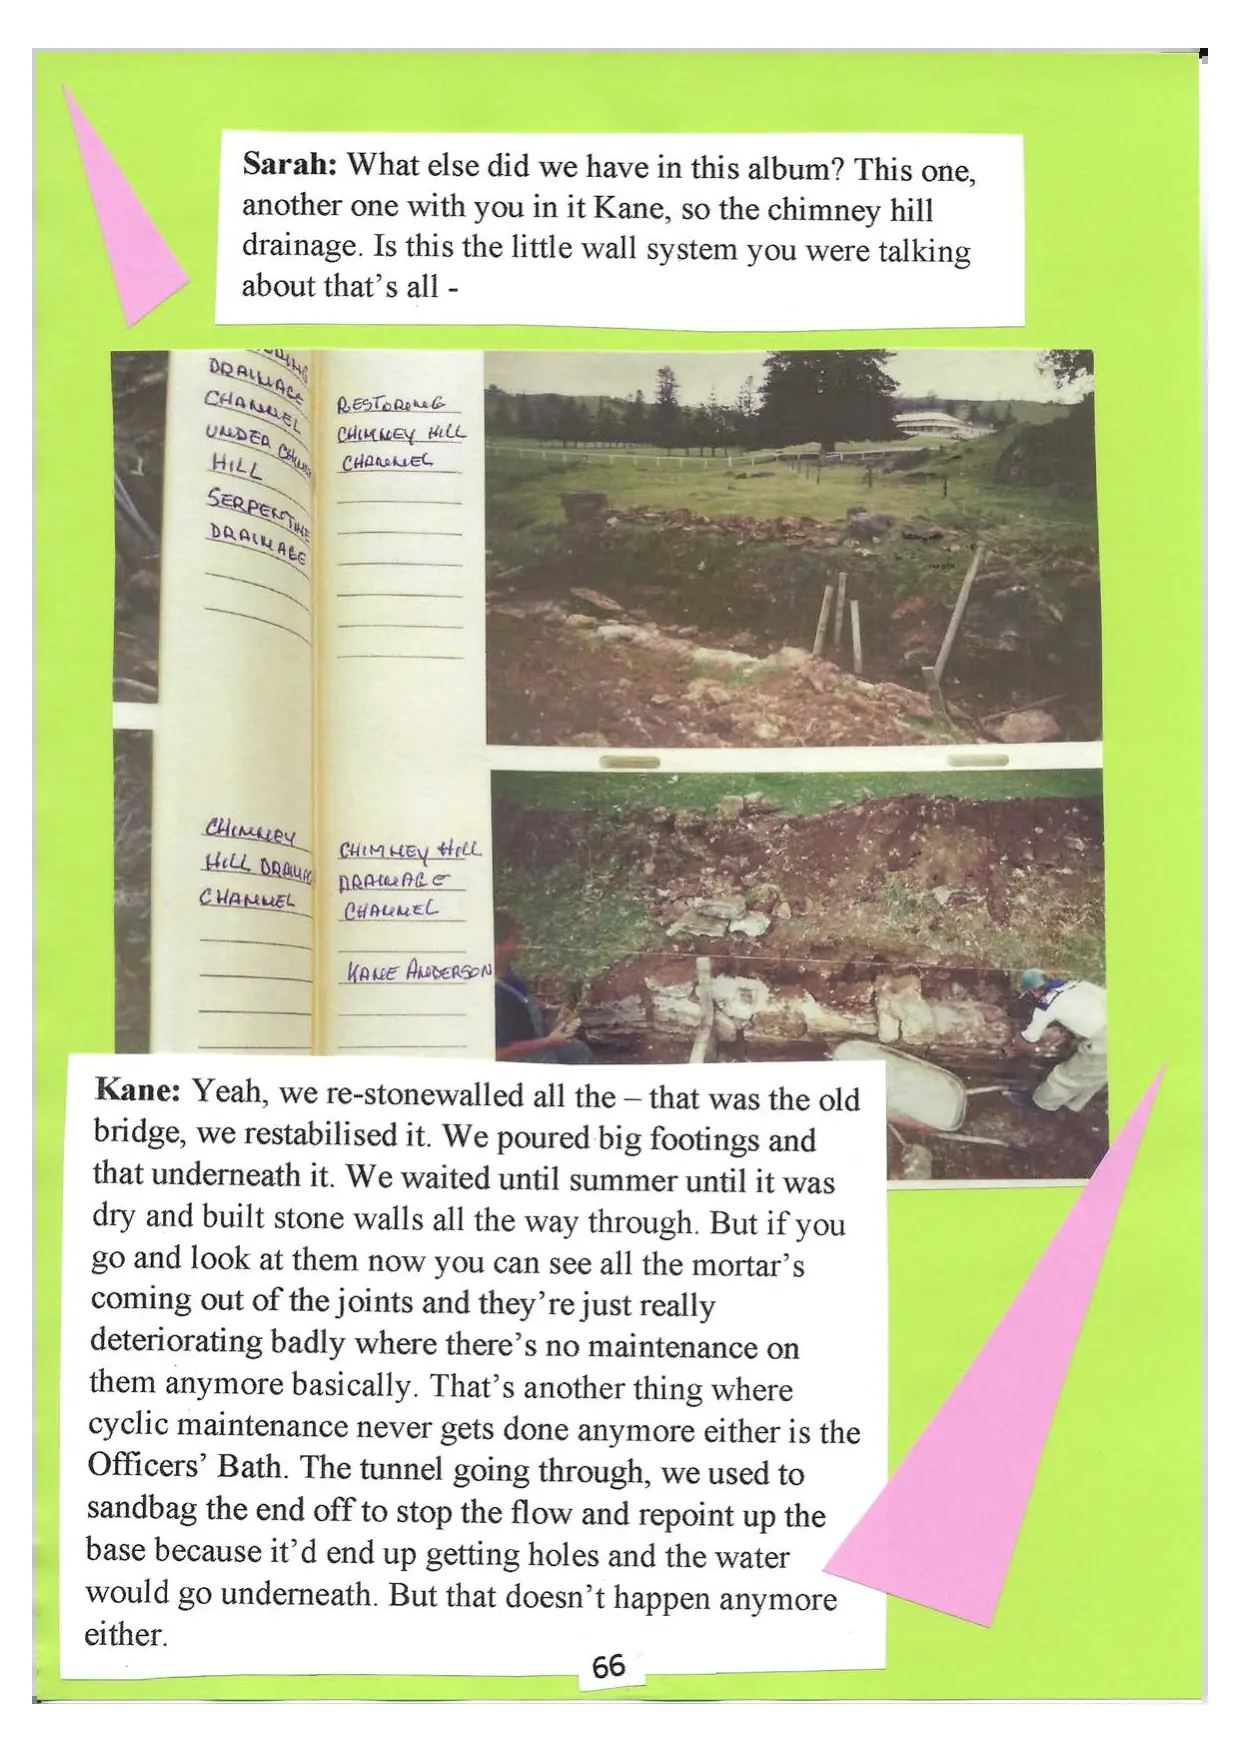 Sarah: What else did we have in this album? This one,
another one with you in it Kane, so the chimney hill
drainage. Is this the little wall system you were talking
about that's all -
DRAINAGE
CHANNEL
UNDER
HILL
SERPENTINE
DRAINAGE
RESTORING
CHIMNEY HILL
CHANNEL
CHIMNEY
HILL DRAINAG
CHANNEL
CHIMNEY HILL
DRAINAGE
CHANNEL
KANE ANDERSON
Kane: Yeah, we re-stonewalled all the – that was the old
bridge, we restabilised it. We poured big footings and
that underneath it. We waited until summer until it was
dry and built stone walls all the way through. But if you
go and look at them now you can see all the mortar's
coming out of the joints and they're just really
deteriorating badly where there's no maintenance on
them anymore basically. That's another thing where
cyclic maintenance never gets done anymore either is the
Officers' Bath. The tunnel going through, we used to
sandbag the end off to stop the flow and repoint up the
base because it'd end up getting holes and the water
would go underneath. But that doesn't happen anymore
either.
66